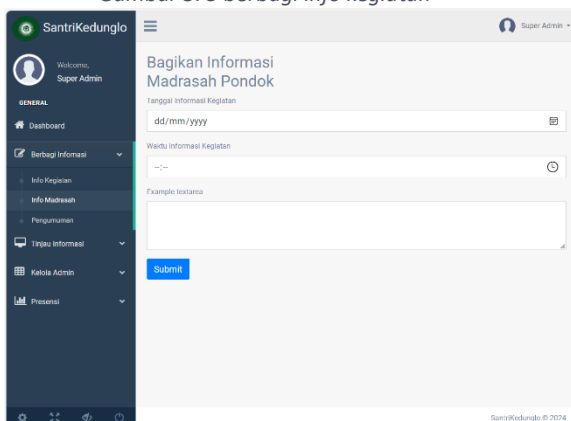 SantriKedunglo
Super Admin
Welcome,
Super Admin
GENERAL
Dashboard
Berbagi Infomasi
Info Kegiatan
Info Madrasah
Pengumuman
Tinjau Informasi
Kelola Admin
Presensi
Bagikan Informasi
Madrasah Pondok
Tanggal Informasi Kegiatan
dd/mm/yyyy
Waktu Informasi Kegiatan
--:--
Example textarea
Submit
SantriKedunglo © 2024